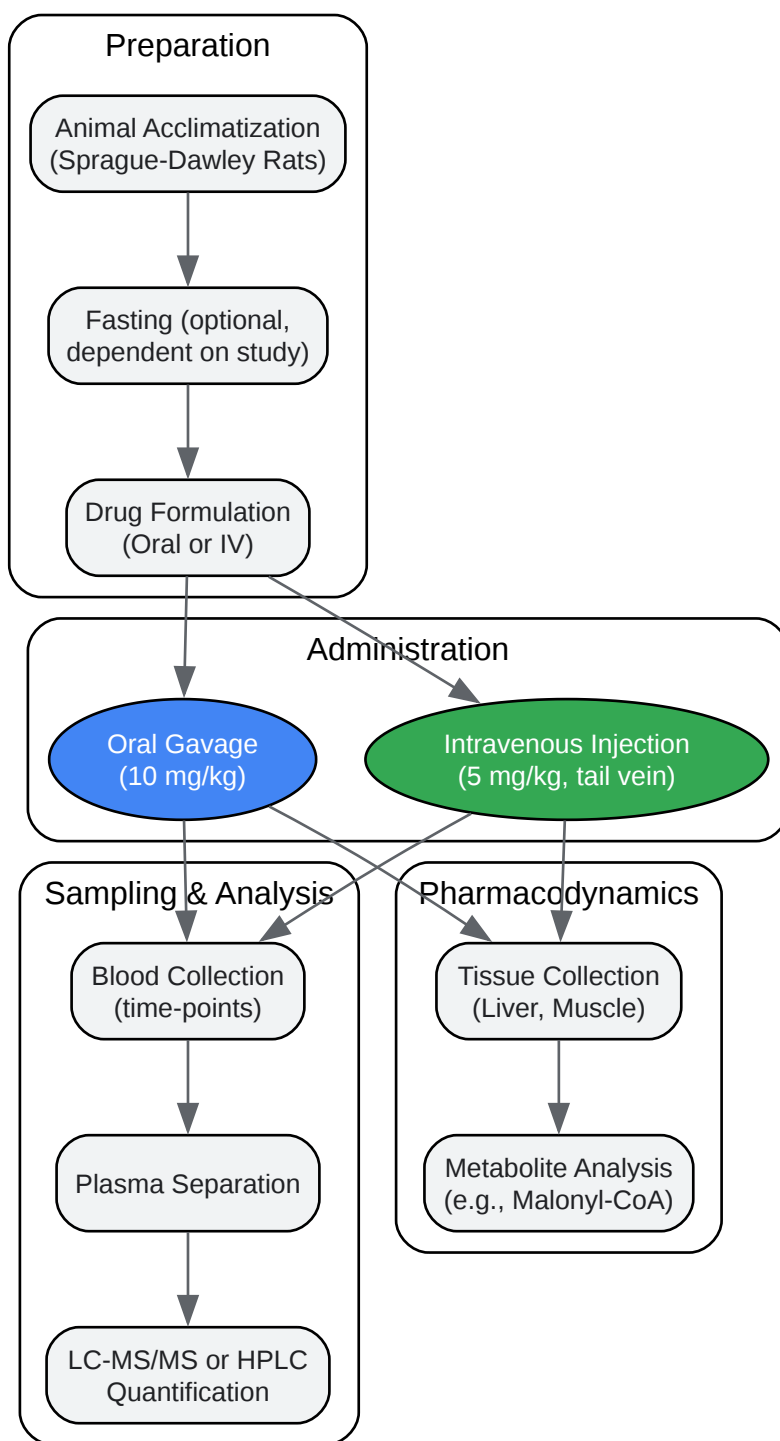 Preparation
Animal Acclimatization
(Sprague-Dawley Rats)
Fasting (optional,
dependent on study)
Drug Formulation
(Oral or IV)
Administration
Oral Gavage
(10 mg/kg)
Intravenous Injection
(5 mg/kg, tail vein)
Sampling & Analysis
Blood Collection
(time-points)
Plasma Separation
LC-MS/MS or HPLC
Quantification
Pharmacodynamics
Tissue Collection
(Liver, Muscle)
Metabolite Analysis
(e.g., Malonyl-CoA)